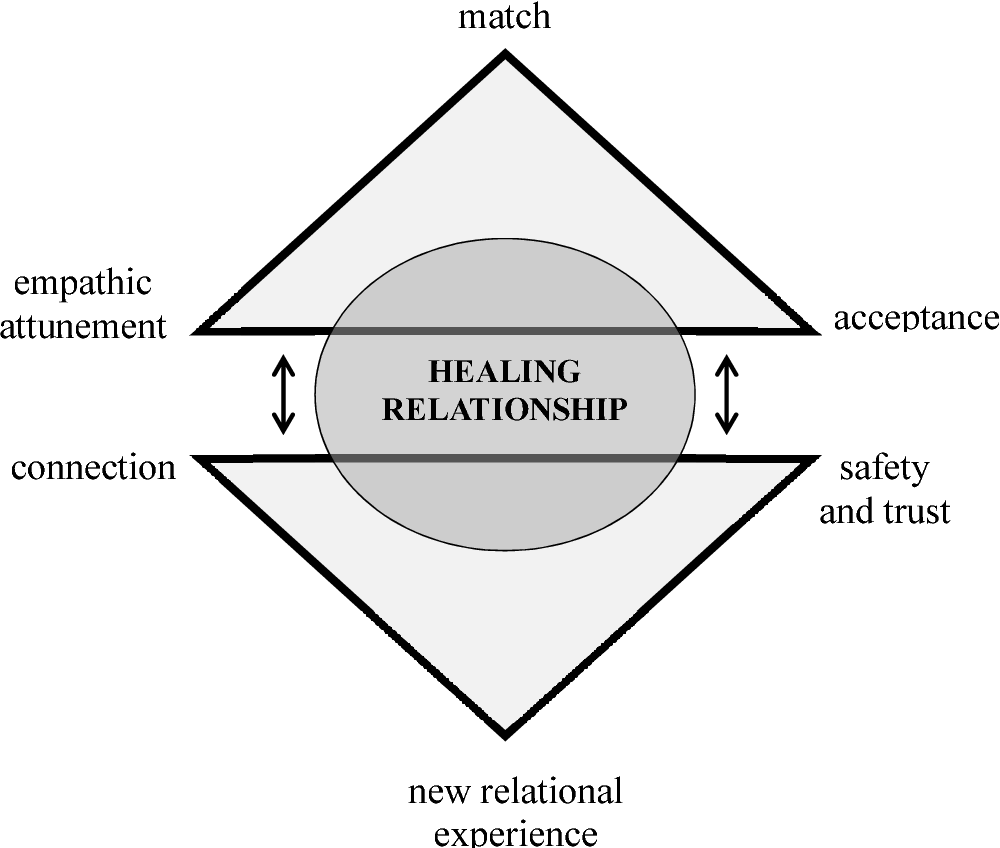 match
empathic
attunement
acceptance
HEALING
RELATIONSHIP
connection
safety
and trust
new relational
experience